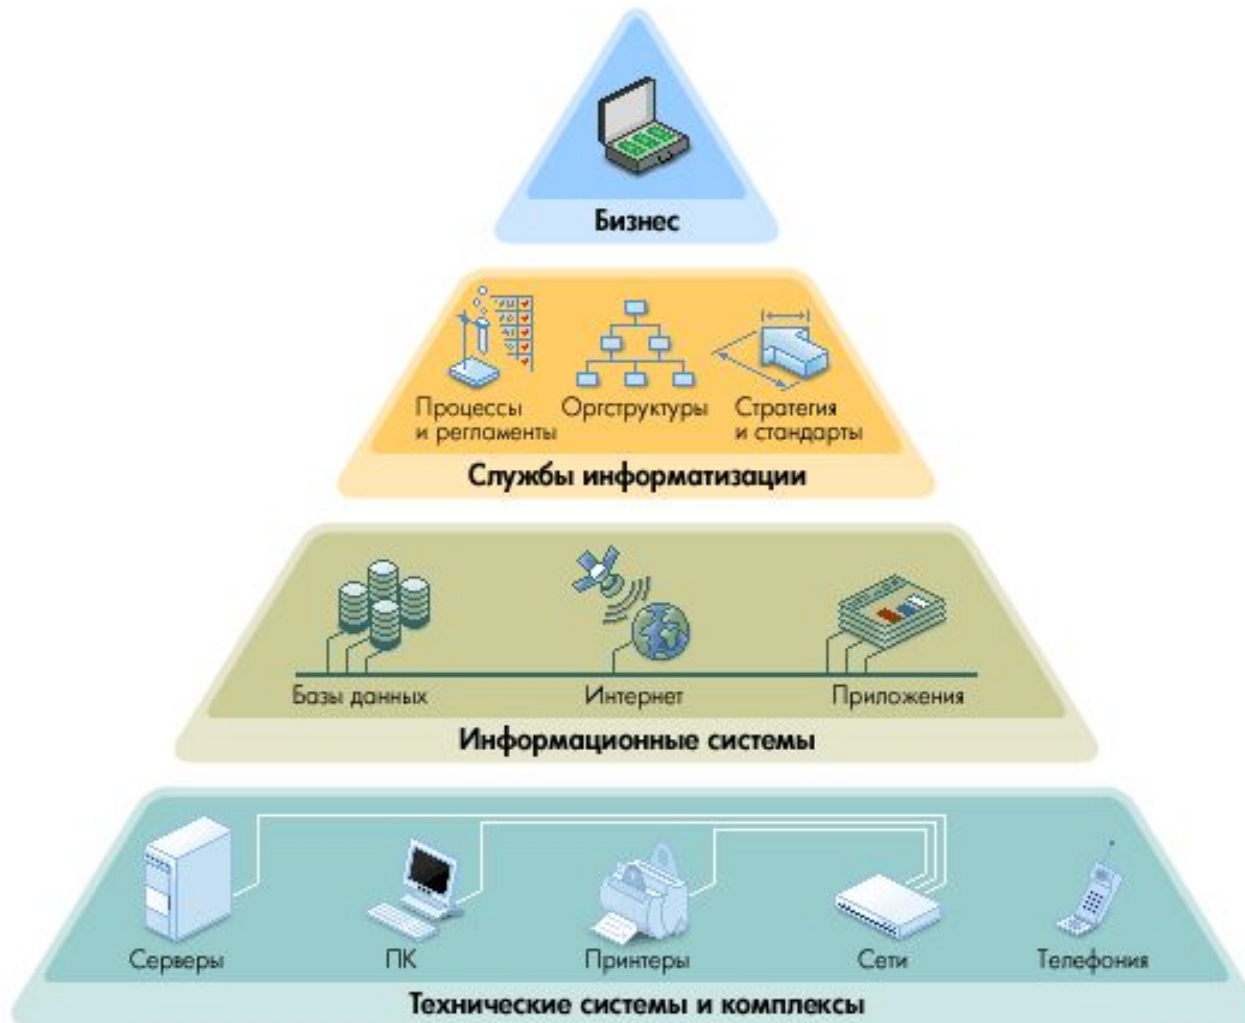 Бизнес
Процессы
и регламенты
Оргструктуры
Стратегия
и стандарты
Службы информатизации
Базы данных
Интернет
Приложения
Информационные системы
Серверы
ПК
Принтеры
Сети
Телефония
Технические системы и комплексы